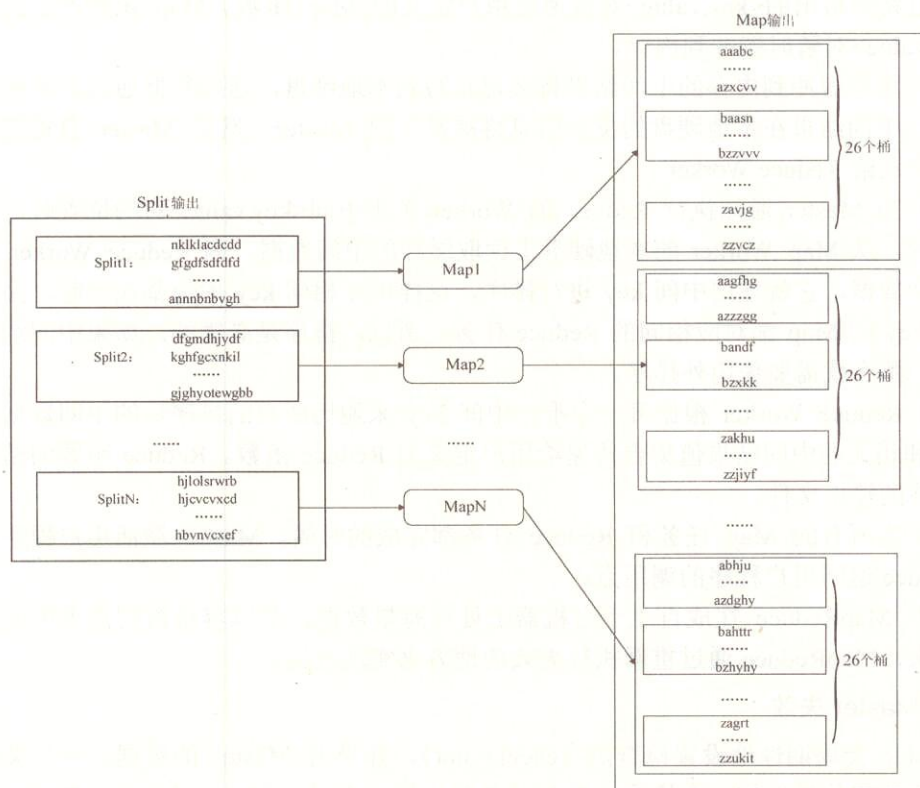 Map输出
aaabc
······
azxcvv
baasn
······
bzzvvv
······
zavjg
······
zzycz
26个桶
Split输出
Split1:
nklklacdcdd
gfgdfsdfdfd
······
annnbnbvgh
Map1
Split2:
dfgmdhjydf
kghfgcxnkil
······
gjghyotewgbb
Map2
aagfhg
······
azzzgg
bandf
······
bzxkk
······
zakhu
······
zzjiyf
26个桶
······
······
······
SplitN:
hjlolsrwrb
hjcvcvxcd
······
hbvnvcxef
MapN
abhju
······
azdghy
bahttr
······
bzhyhy
······
zagrt
······
zzukit
26个桶